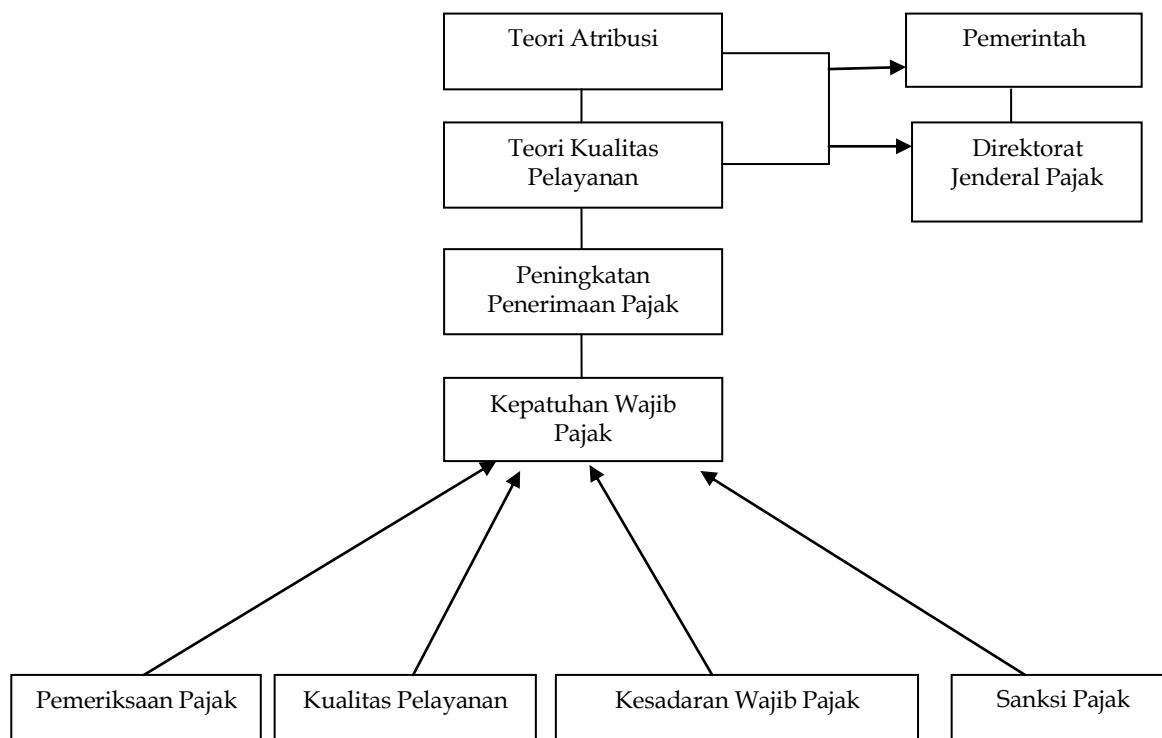 Teori Atribusi
Pemerintah
Teori Kualitas
Pelayanan
Direktorat
Jenderal Pajak
Peningkatan
Penerimaan Pajak
Kepatuhan Wajib
Pajak
Pemeriksaan Pajak
Kualitas Pelayanan
Kesadaran Wajib Pajak
Sanksi Pajak